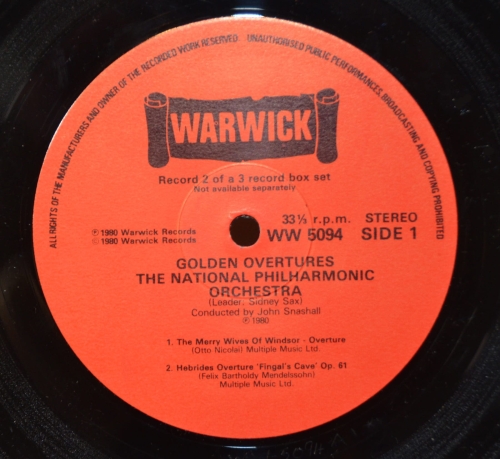 ALL RIGHTS OF THE MANUFACTURERS AND OWNER OF THE RECORDED WORK RESERVED. UNAUTHORISED PUBLIC PERFORMANCES, BROADCASTING AND COPYING PROHIBITED
WARWICK
Record 2 of a 3 record box set
Not available separately
33⅓ r.p.m. STEREO
℗ 1980 Warwick Records
© 1980 Warwick Records
WW 5094 SIDE 1
GOLDEN OVERTURES
THE NATIONAL PHILHARMONIC
ORCHESTRA
(Leader. Sidney Sax)
Conducted by John Snashall
℗ 1980
1. The Merry Wives Of Windsor - Overture
(Otto Nicolai) Multiple Music Ltd.
2. Hebrides Overture 'Fingal's Cave' Op. 61
(Felix Bartholdy Mendelssohn)
Multiple Music Ltd.